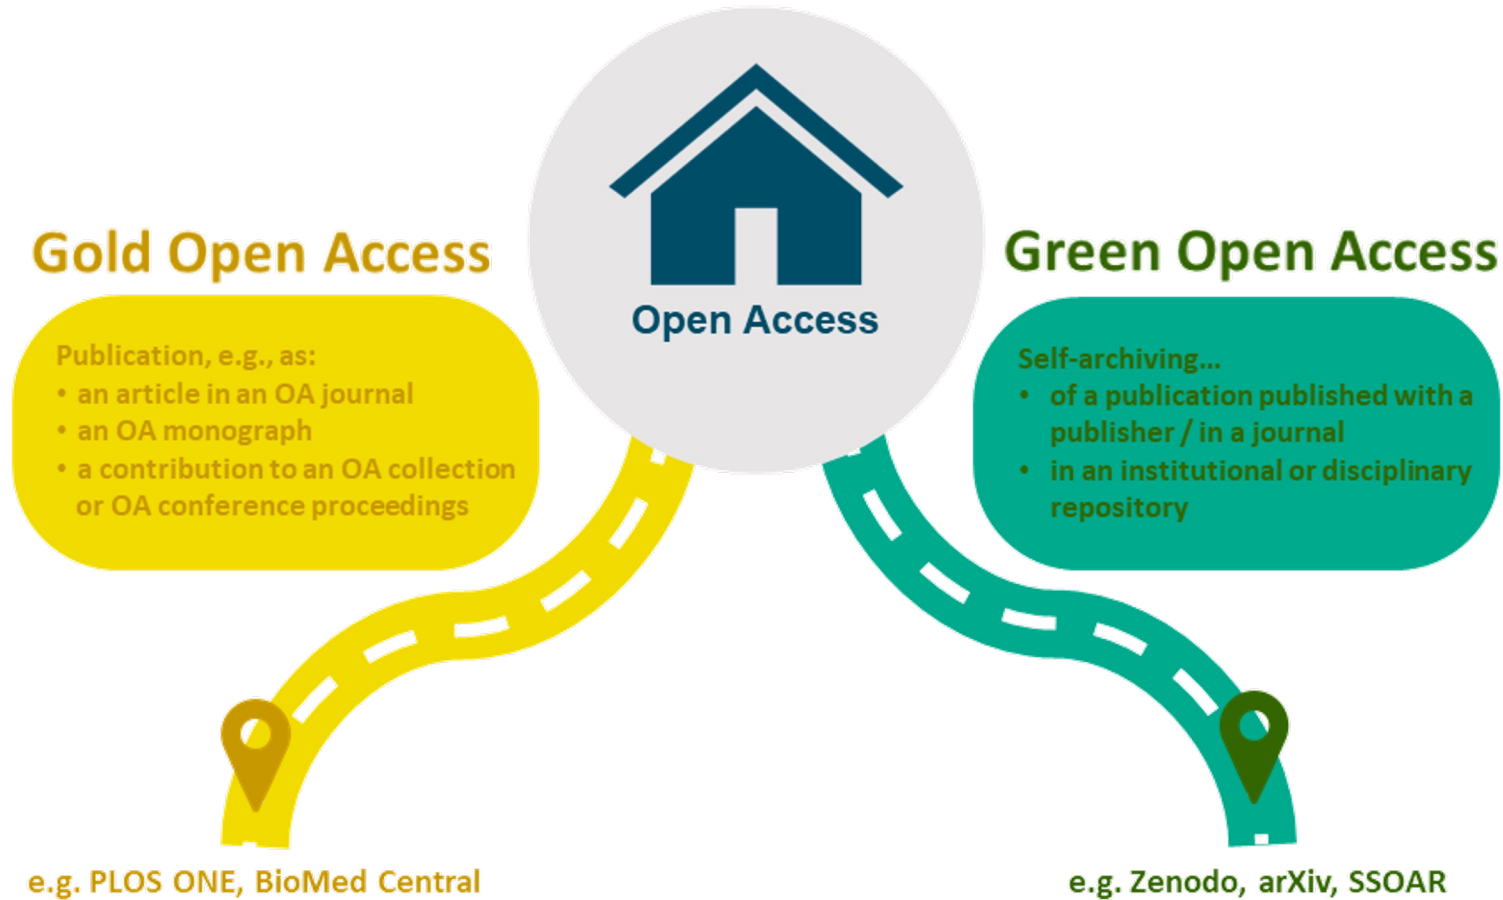 Open Access
Gold Open Access
Publication, e.g., as:
• an article in an OA journal
• an OA monograph
• a contribution to an OA collection
or OA conference proceedings
e.g. PLOS ONE, BioMed Central
Green Open Access
Self-archiving...
• of a publication published with a
publisher / in a journal
• in an institutional or disciplinary
repository
e.g. Zenodo, arXiv, SSOAR